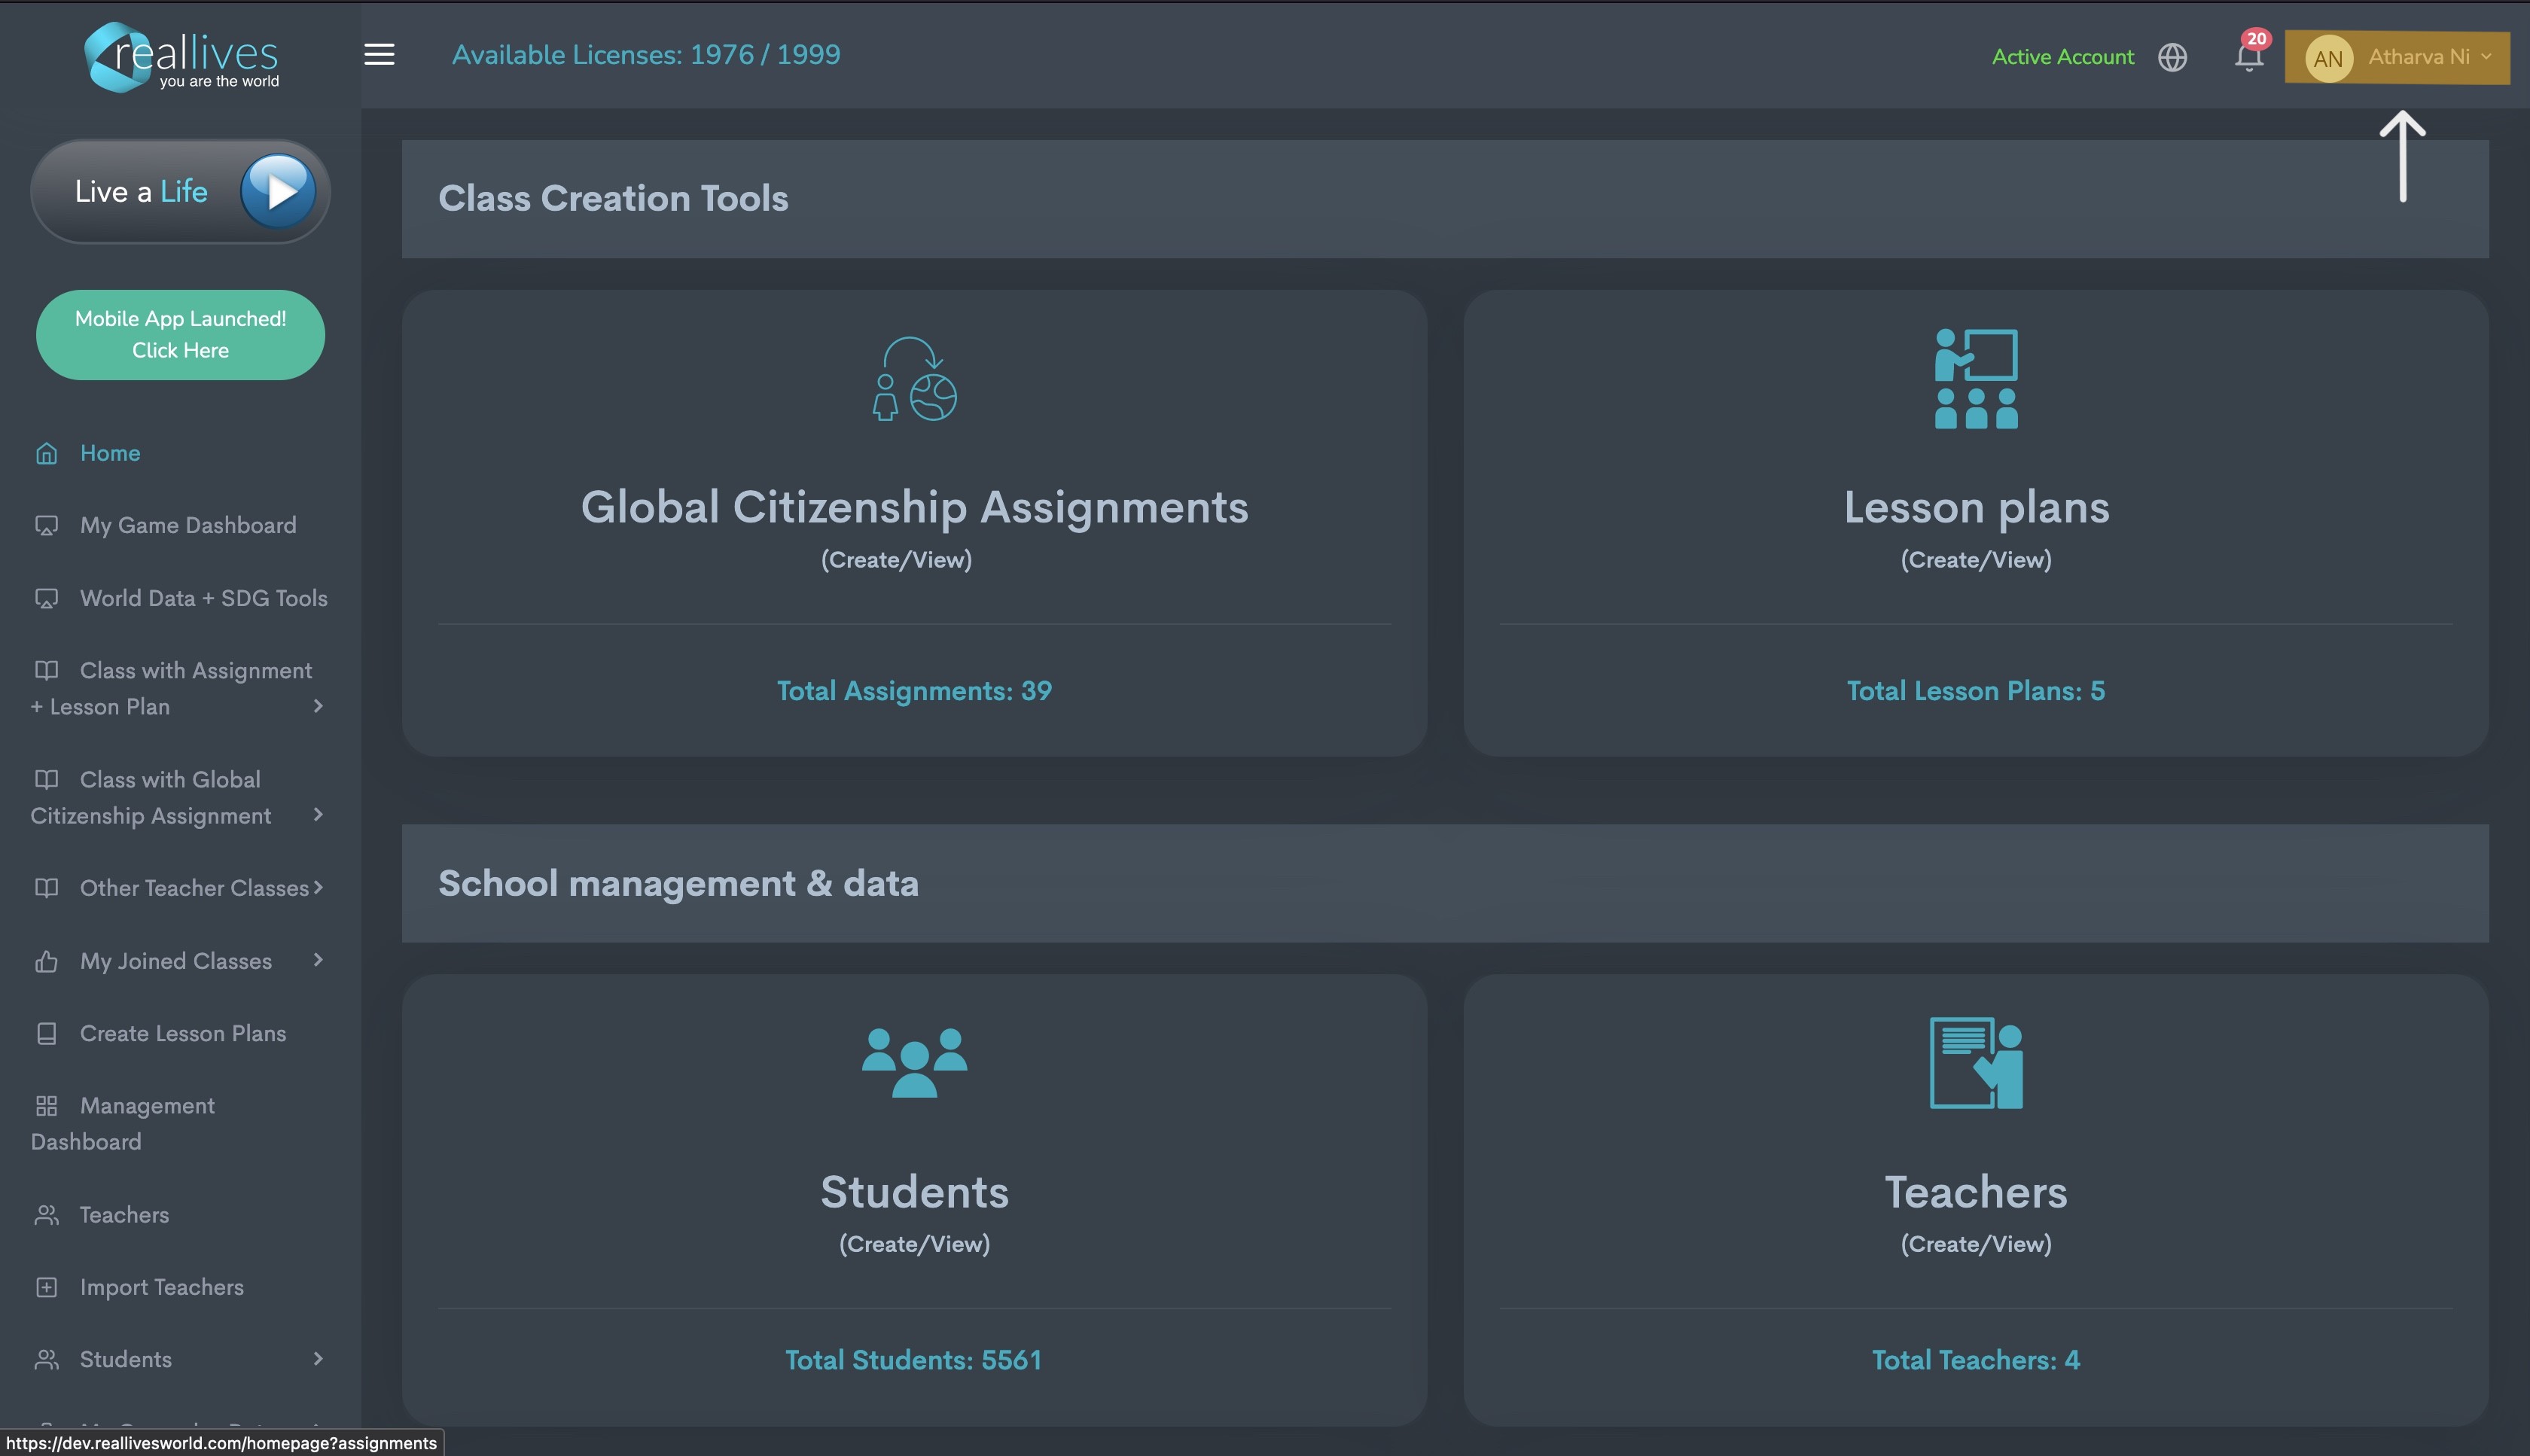 reallives
you are the world
Available Licenses: 1976 / 1999
Active Account
20
AN
Atharva Ni
Live a Life
Mobile App Launched!
Click Here
Home
My Game Dashboard
World Data + SDG Tools
Class with Assignment
+ Lesson Plan
Class with Global
Citizenship Assignment
Other Teacher Classes
My Joined Classes
Create Lesson Plans
Management
Dashboard
Teachers
Import Teachers
Students
Class Creation Tools
Global Citizenship Assignments
(Create/View)
Total Assignments: 39
Lesson plans
(Create/View)
Total Lesson Plans: 5
School management & data
Students
(Create/View)
Total Students: 5561
Teachers
(Create/View)
Total Teachers: 4
https://dev.reallivesworld.com/homepage?assignments